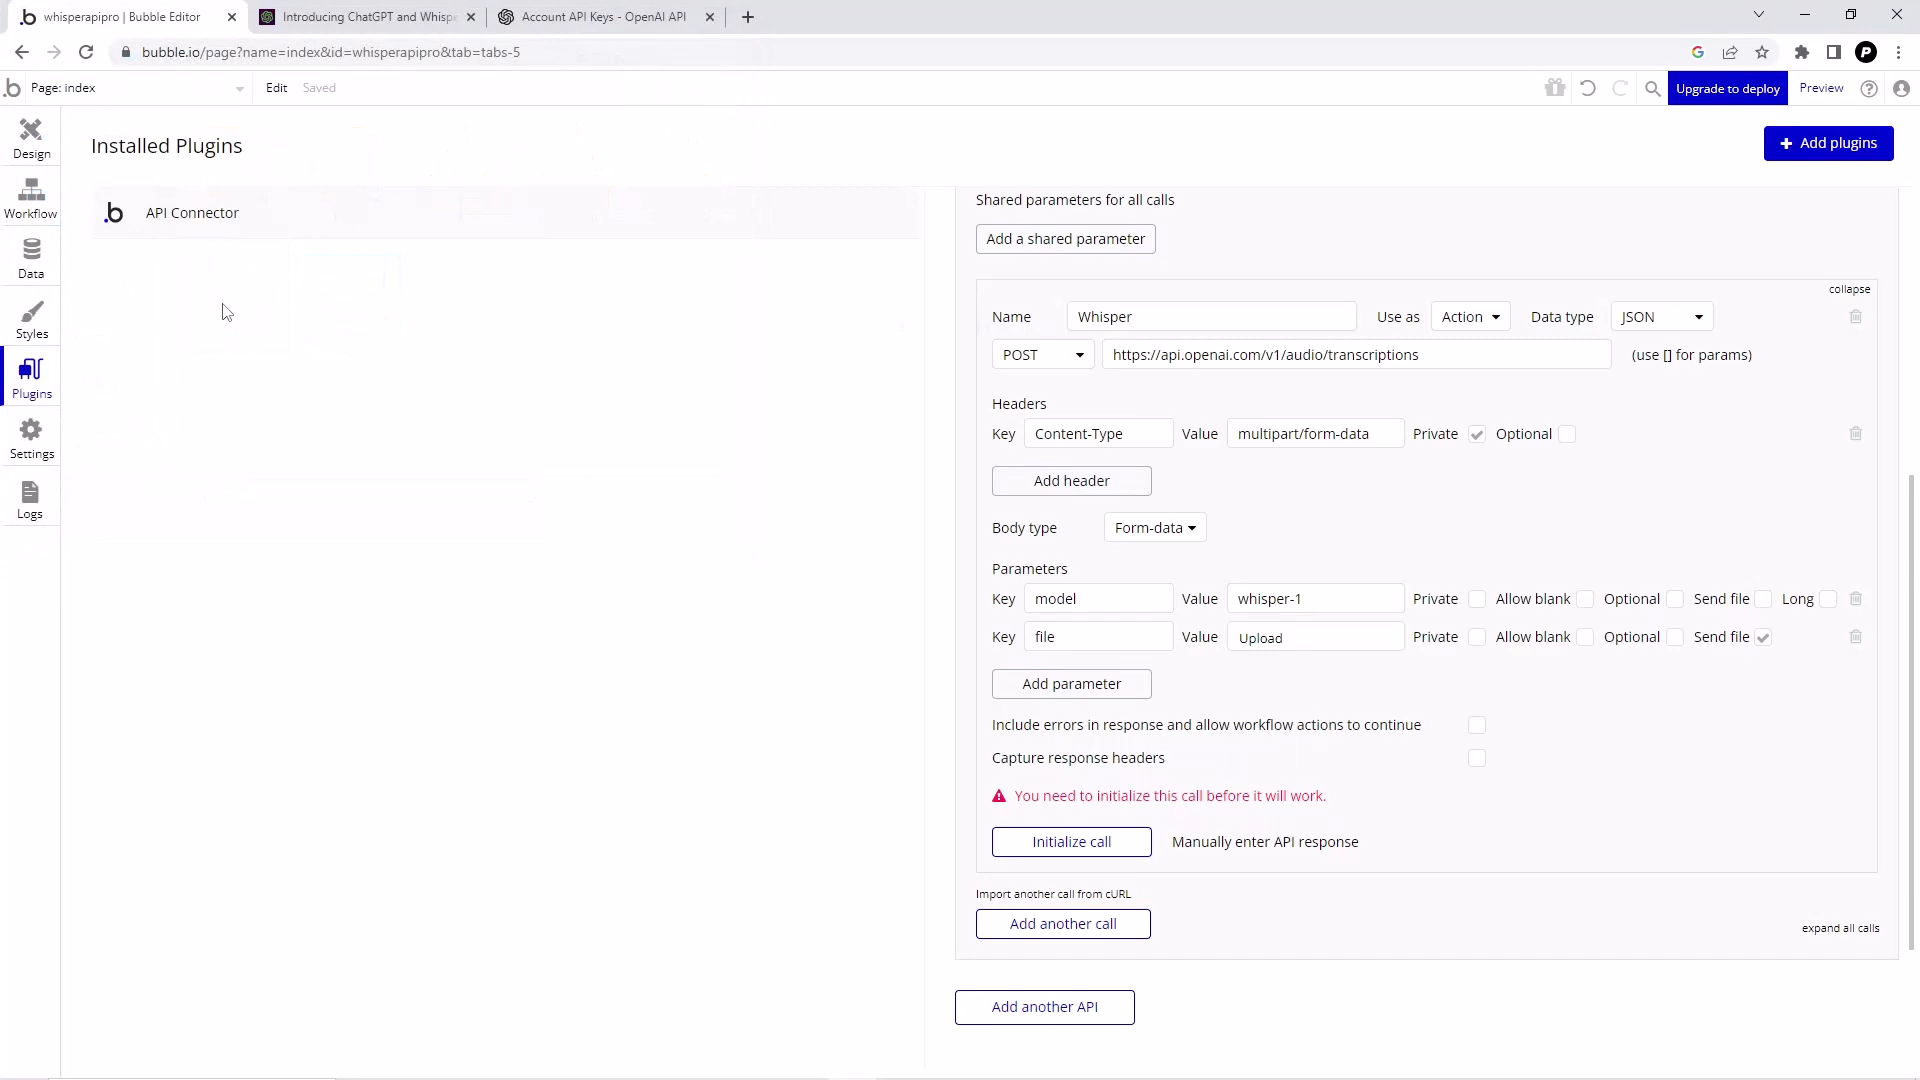 whisperapipro | Bubble Editor
Introducing ChatGPT and Whispe
Account API Keys - OpenAI API
bubble.io/page?name=index&id=whisperapipro&tab=tabs-5
Page: index
Edit
Saved
Upgrade to deploy
Preview
Design
Workflow
Data
Styles
Plugins
Settings
Logs
Installed Plugins
Add plugins
API Connector
Shared parameters for all calls
Add a shared parameter
collapse
Name Whisper Use as Action Data type JSON
POST https://api.openai.com/v1/audio/transcriptions (use [] for params)
Headers
Key Content-Type Value multipart/form-data Private Optional
Add header
Body type Form-data
Parameters
Key model Value whisper-1 Private Allow blank Optional Send file Long
Key file Value Upload Private Allow blank Optional Send file
Add parameter
Include errors in response and allow workflow actions to continue
Capture response headers
You need to initialize this call before it will work.
Initialize call Manually enter API response
Import another call from cURL
Add another call
expand all calls
Add another API